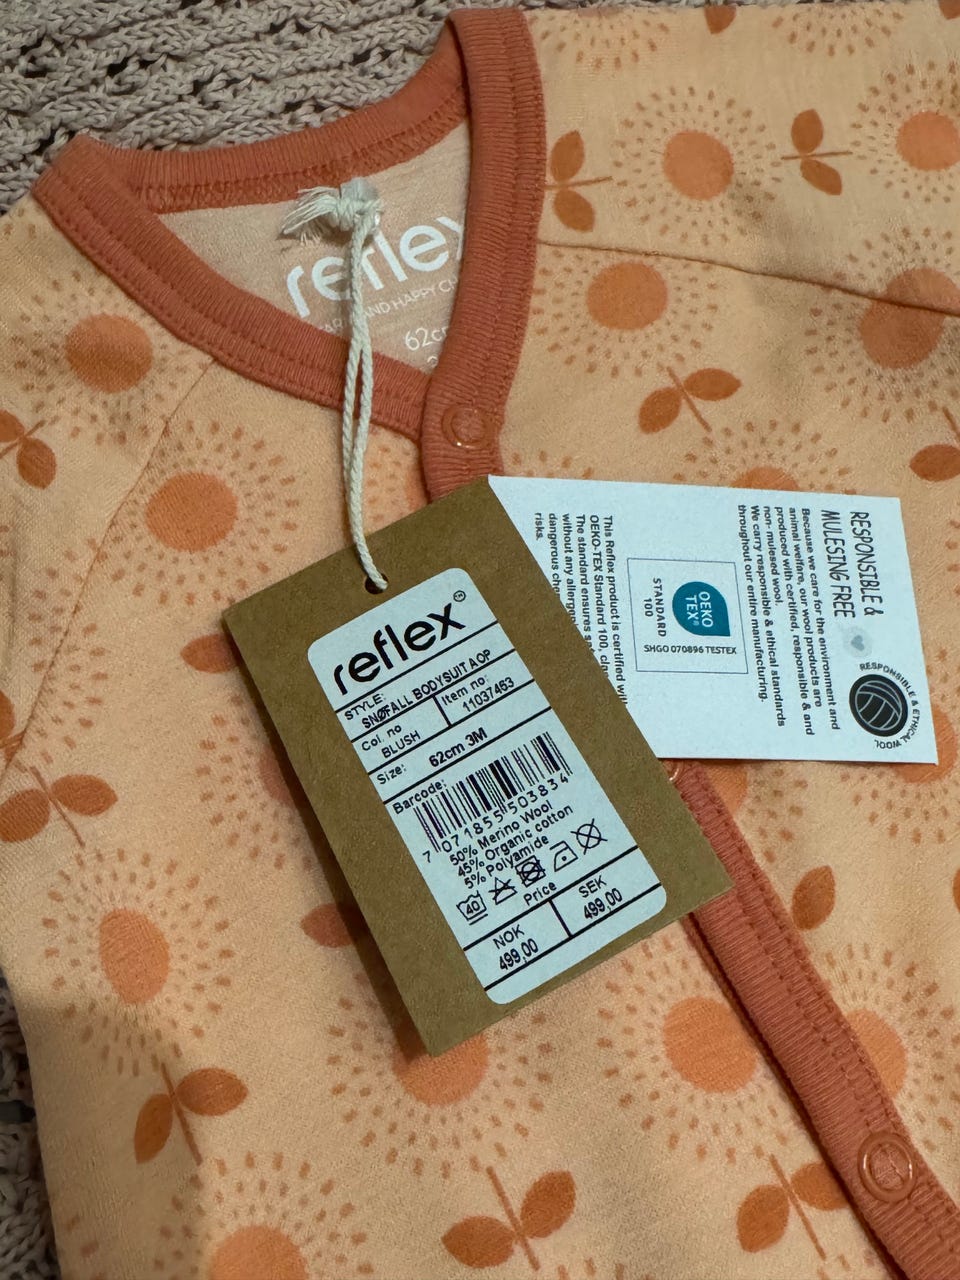 reflex
AND HAPPY
62cm
reflex™
STYLE:
SNØFALL BODYSUIT AOP
Col. no
BLUSH
Item no:
11037463
Size:
62cm 3M
Barcode:
7 071855 503834
50% Merino Wool
45% Organic cotton
5% Polyamide
40
Price
NOK
499,00
SEK
499,00
RESPONSIBLE &
MULESING FREE
Because we care for the environment and
animal welfare, our wool products are
produced with certified, responsible & and
non- mulesed wool.
We carry responsible & ethical standards
throughout our entire manufacturing.
RESPONSIBLE & ETHICAL WOOL
OEKO
TEX®
STANDARD
100
SHGO 070896 TESTEX
This Reflex product is certified
OEKO-TEX Standard 100,
The standard ensures
without any
dangerous
risks.